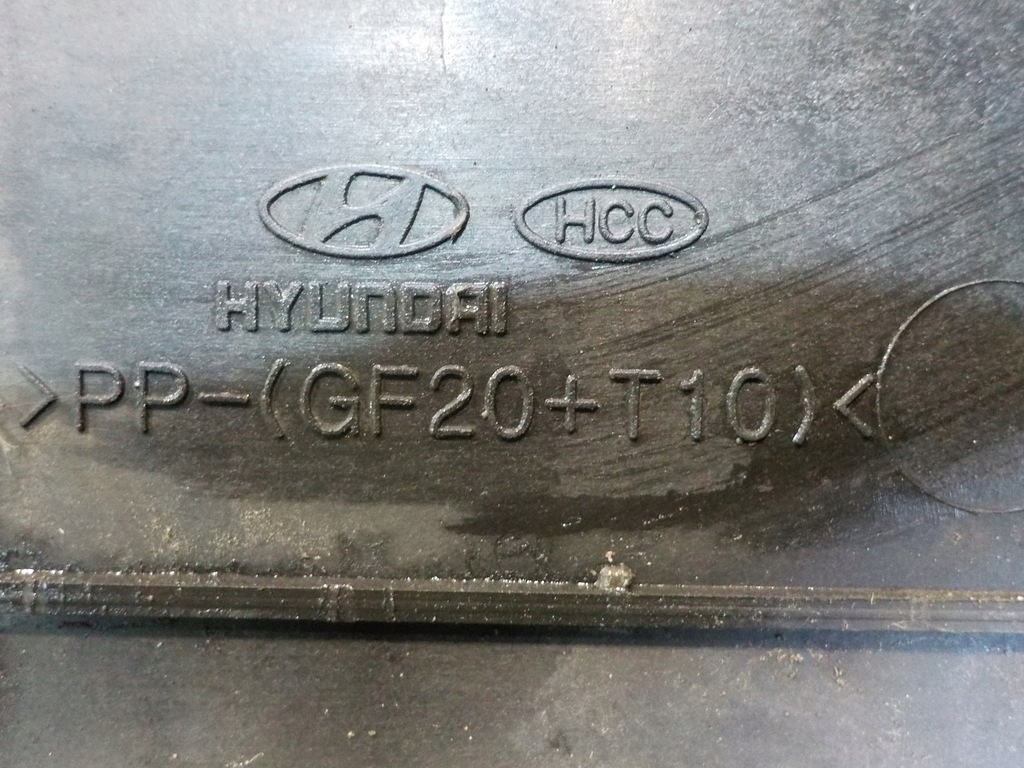 HCC
HYUNDAI
>PP-(GF20+T10)<